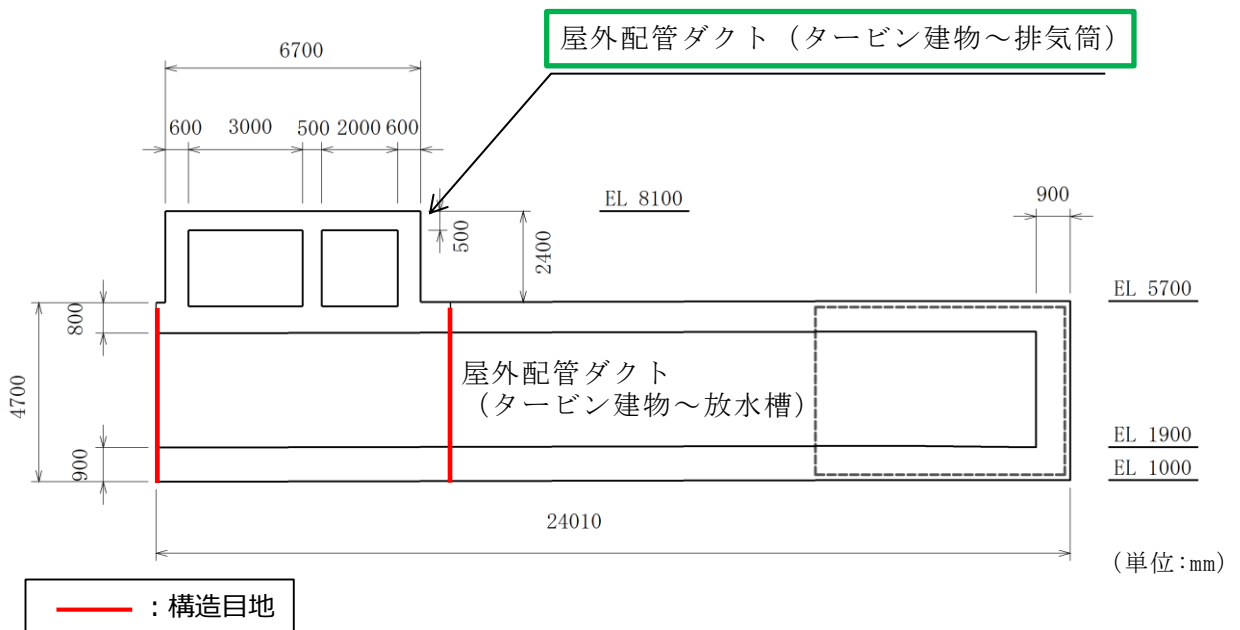 屋外配管ダクト（タービン建物～排気筒）
6700
600 3000 500 2000 600
EL 8100
900
500
2400
EL 5700
800
屋外配管ダクト
（タービン建物～放水槽）
4700
EL 1900
900
EL 1000
24010
(単位:mm)
：構造目地